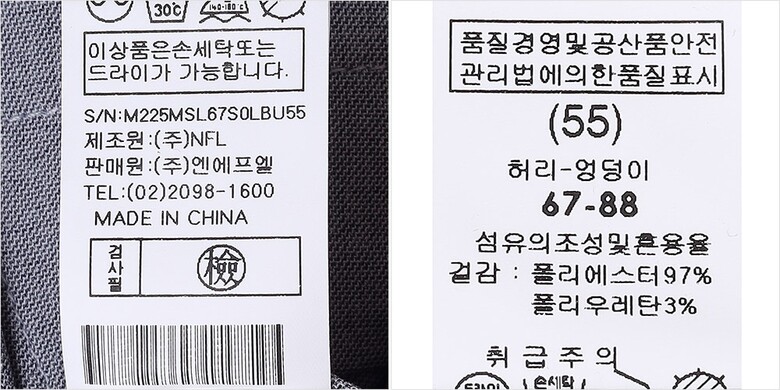 30℃
140~160℃
이상품은손세탁또는
드라이가 가능합니다.
S/N:M225MSL67S0LBU55
제조원:(주)NFL
판매원:(주)엔에프엘
TEL:(02)2098-1600
MADE IN CHINA
검사필
檢
품질경영및공산품안전
관리법에의한품질표시
(55)
허리-엉덩이
67-88
섬유의조성및혼용율
겉감 : 폴리에스터97%
폴리우레탄3%
취급주의
손세탁